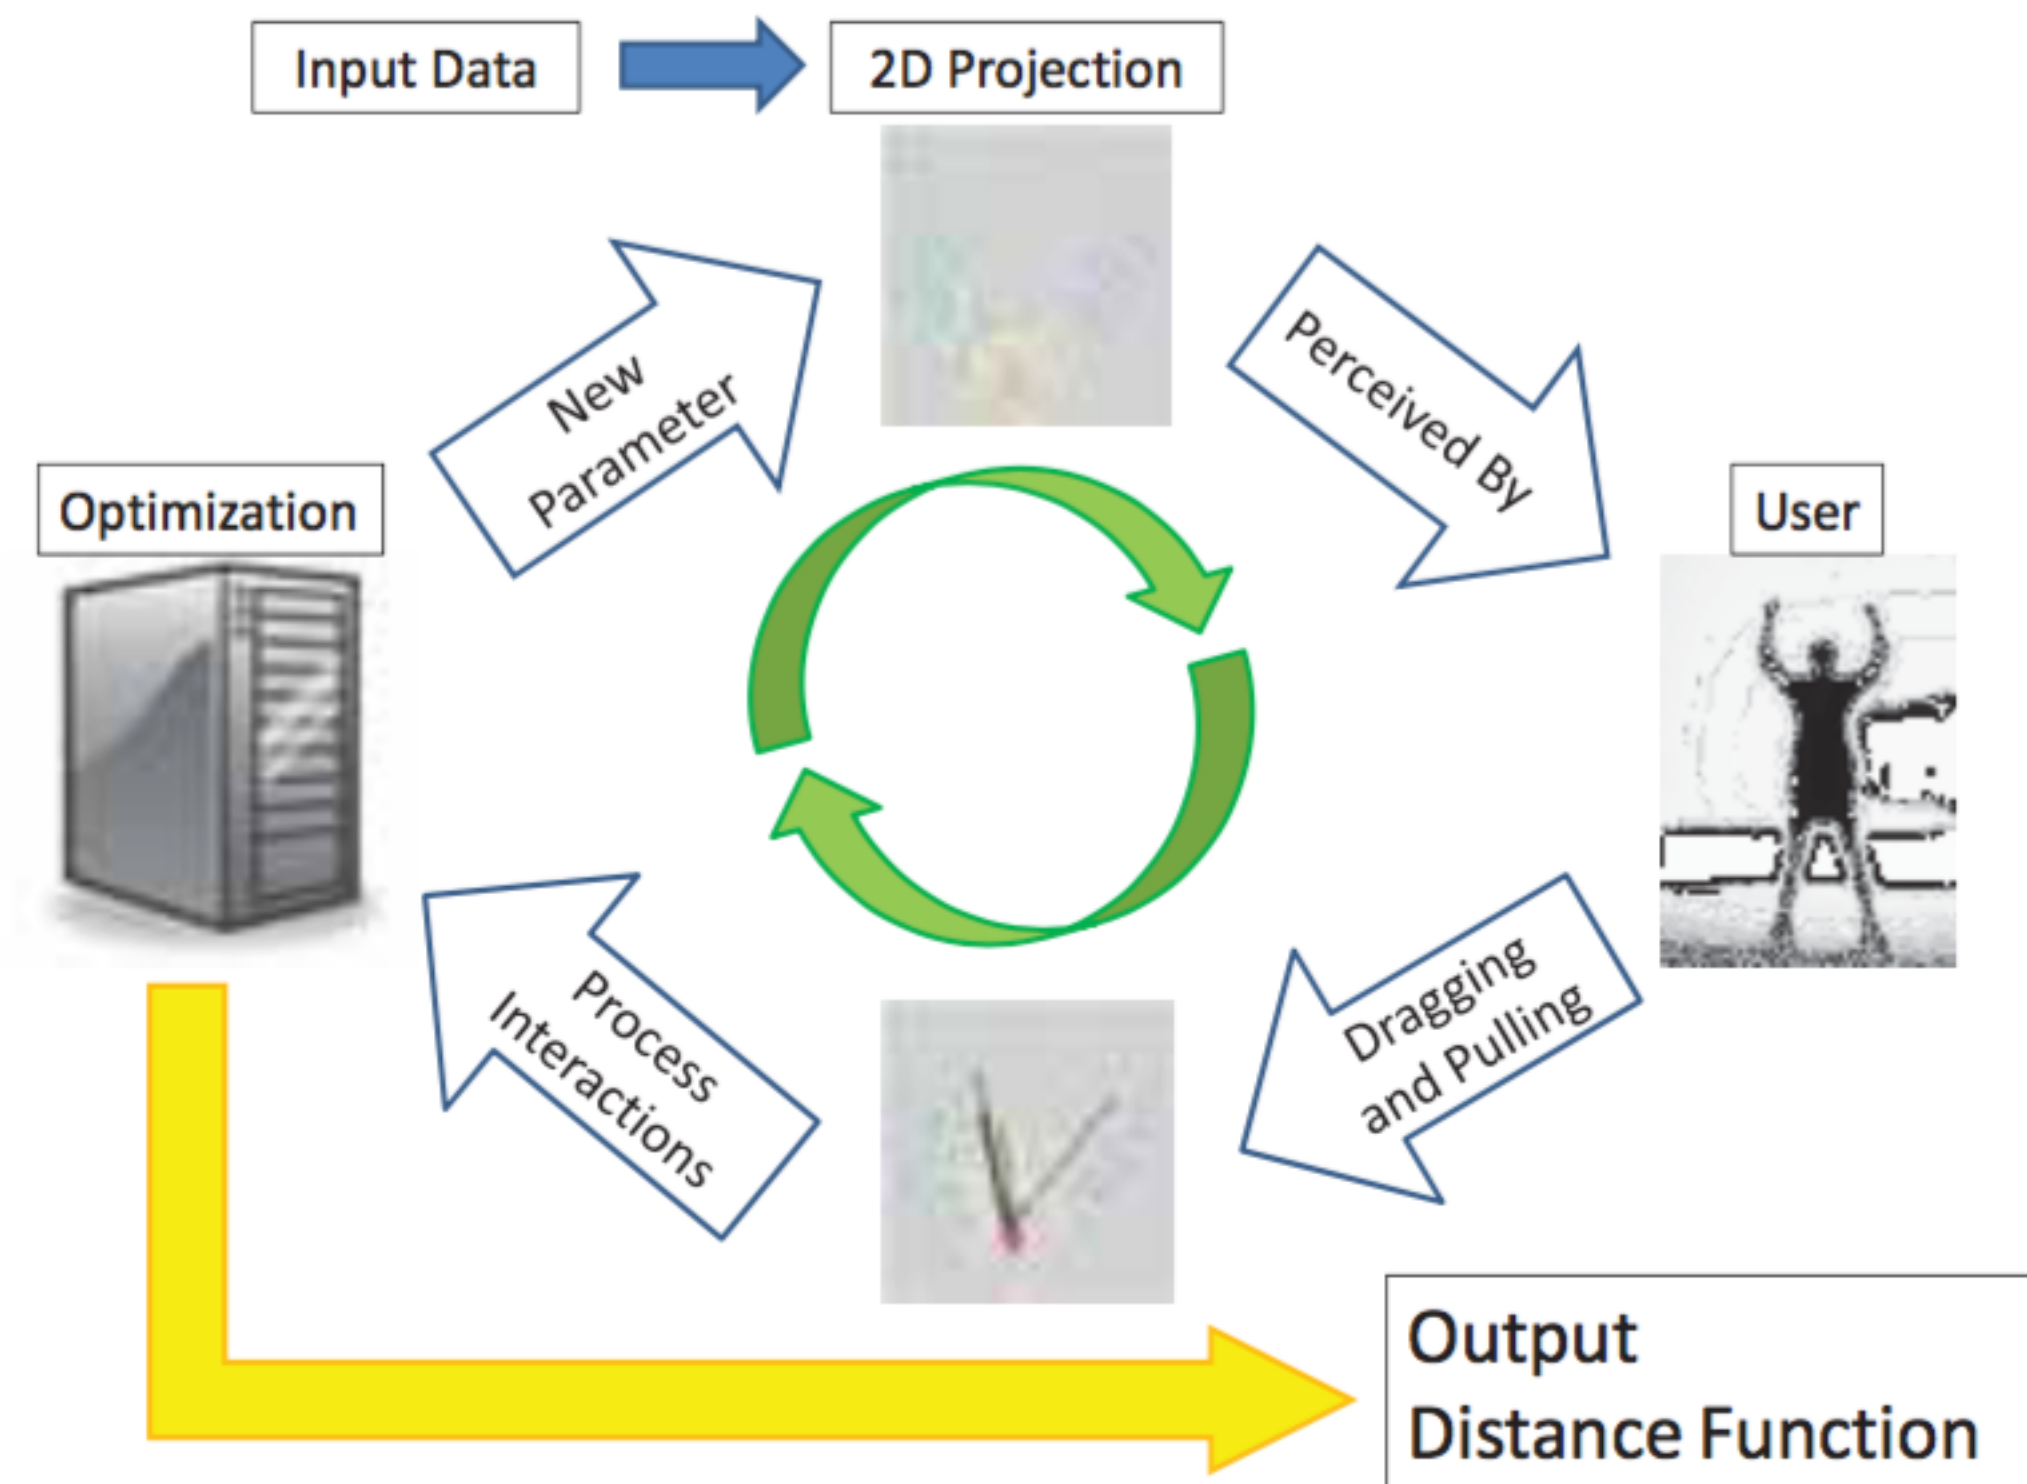 Input Data
2D Projection
New
Parameter
Perceived By
Optimization
User
Process
Interactions
Dragging
and Pulling
Output
Distance Function